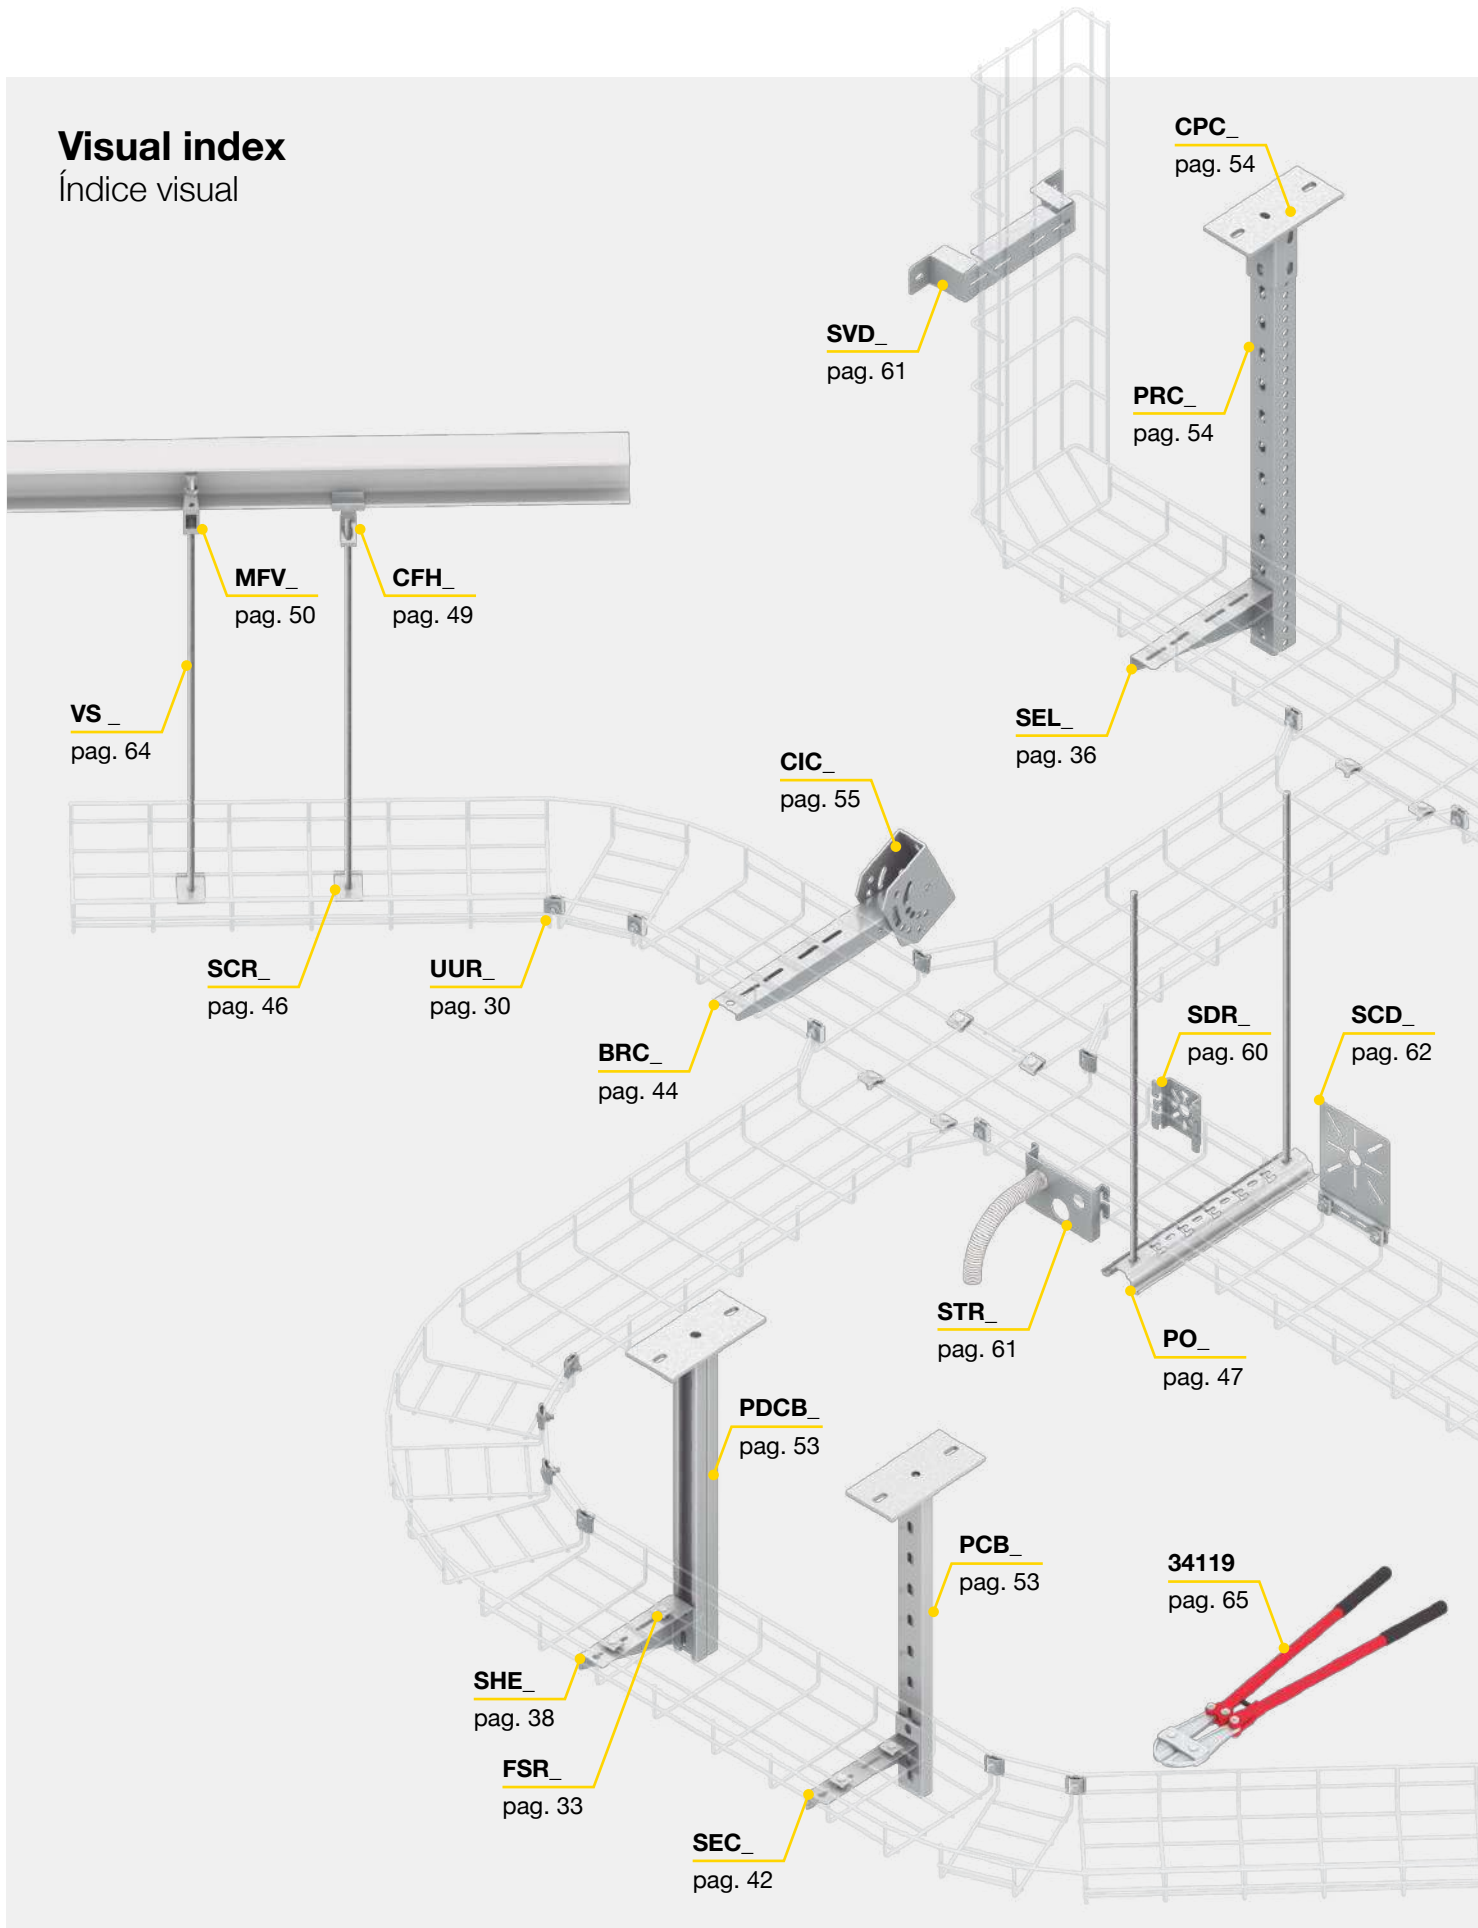 Visual index
Índice visual
CPC_
pag. 54
SVD_
pag. 61
PRC_
pag. 54
MFV_
pag. 50
CFH_
pag. 49
VS _
pag. 64
SEL_
pag. 36
CIC_
pag. 55
SCR_
pag. 46
UUR_
pag. 30
BRC_
pag. 44
SDR_
pag. 60
SCD_
pag. 62
STR_
pag. 61
PO_
pag. 47
PDCB_
pag. 53
PCB_
pag. 53
34119
pag. 65
SHE_
pag. 38
FSR_
pag. 33
SEC_
pag. 42